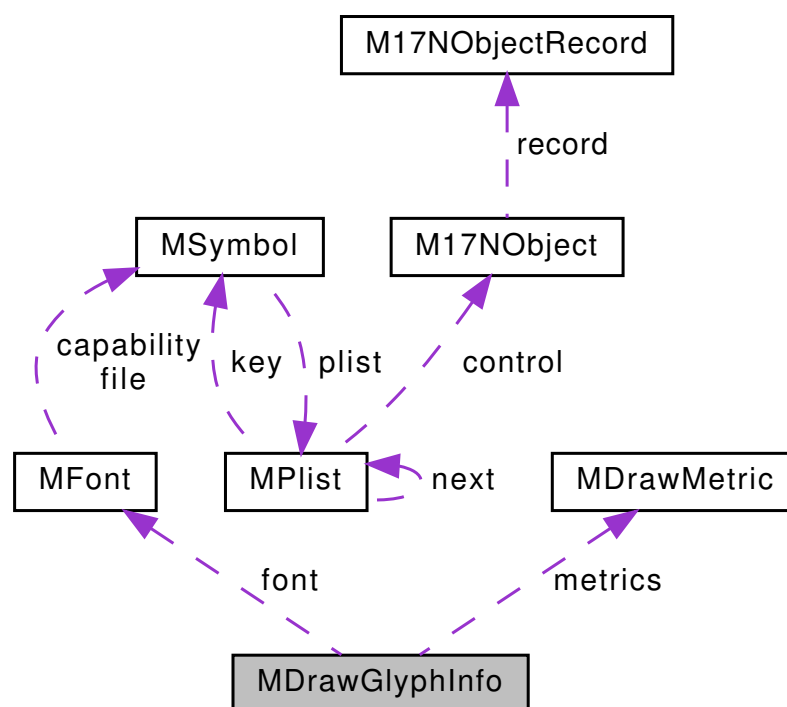 M17NObjectRecord
record
MSymbol
M17NObject
capability
file
key
plist
control
MFont
MPlist
next
MDrawMetric
font
metrics
MDrawGlyphInfo